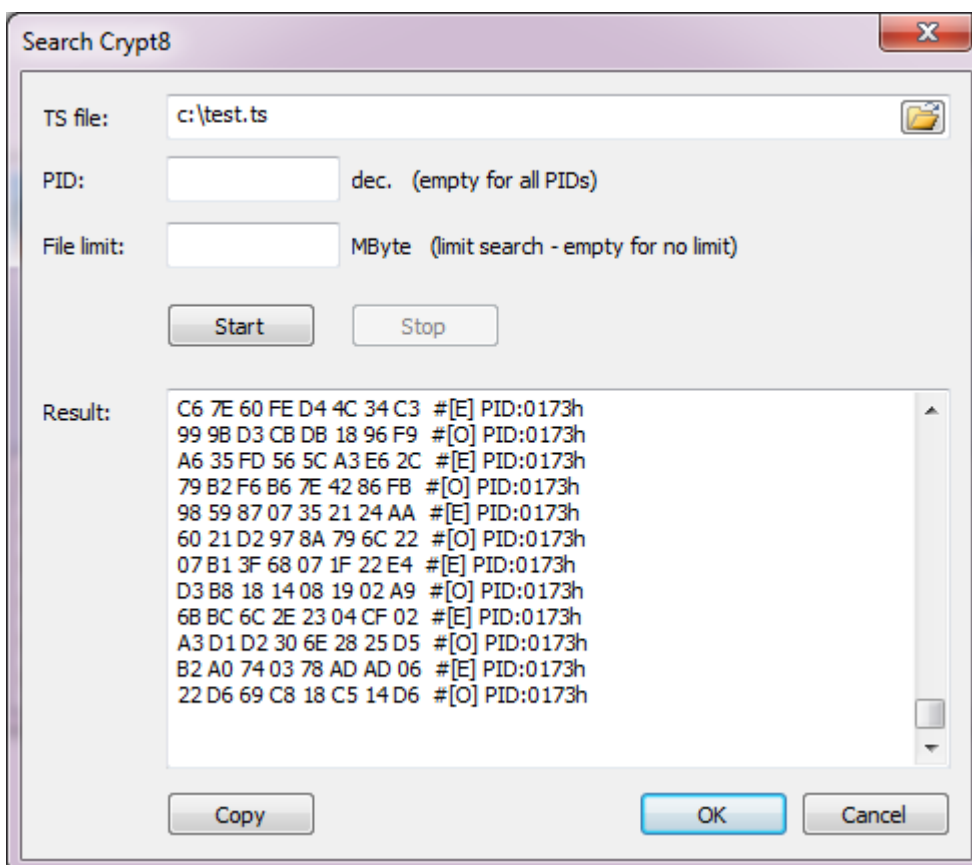 Search Crypt8
TS file: c:\test.ts
PID: dec. (empty for all PIDs)
File limit: MByte (limit search - empty for no limit)
Start Stop
Result:
C6 7E 60 FE D4 4C 34 C3 #[E] PID:0173h
99 9B D3 CB DB 18 96 F9 #[O] PID:0173h
A6 35 FD 56 5C A3 E6 2C #[E] PID:0173h
79 B2 F6 B6 7E 42 86 FB #[O] PID:0173h
98 59 87 07 35 21 24 AA #[E] PID:0173h
60 21 D2 97 8A 79 6C 22 #[O] PID:0173h
07 B1 3F 68 07 1F 22 E4 #[E] PID:0173h
D3 B8 18 14 08 19 02 A9 #[O] PID:0173h
6B BC 6C 2E 23 04 CF 02 #[E] PID:0173h
A3 D1 D2 30 6E 28 25 D5 #[O] PID:0173h
B2 A0 74 03 78 AD AD 06 #[E] PID:0173h
22 D6 69 C8 18 C5 14 D6 #[O] PID:0173h
Copy OK Cancel